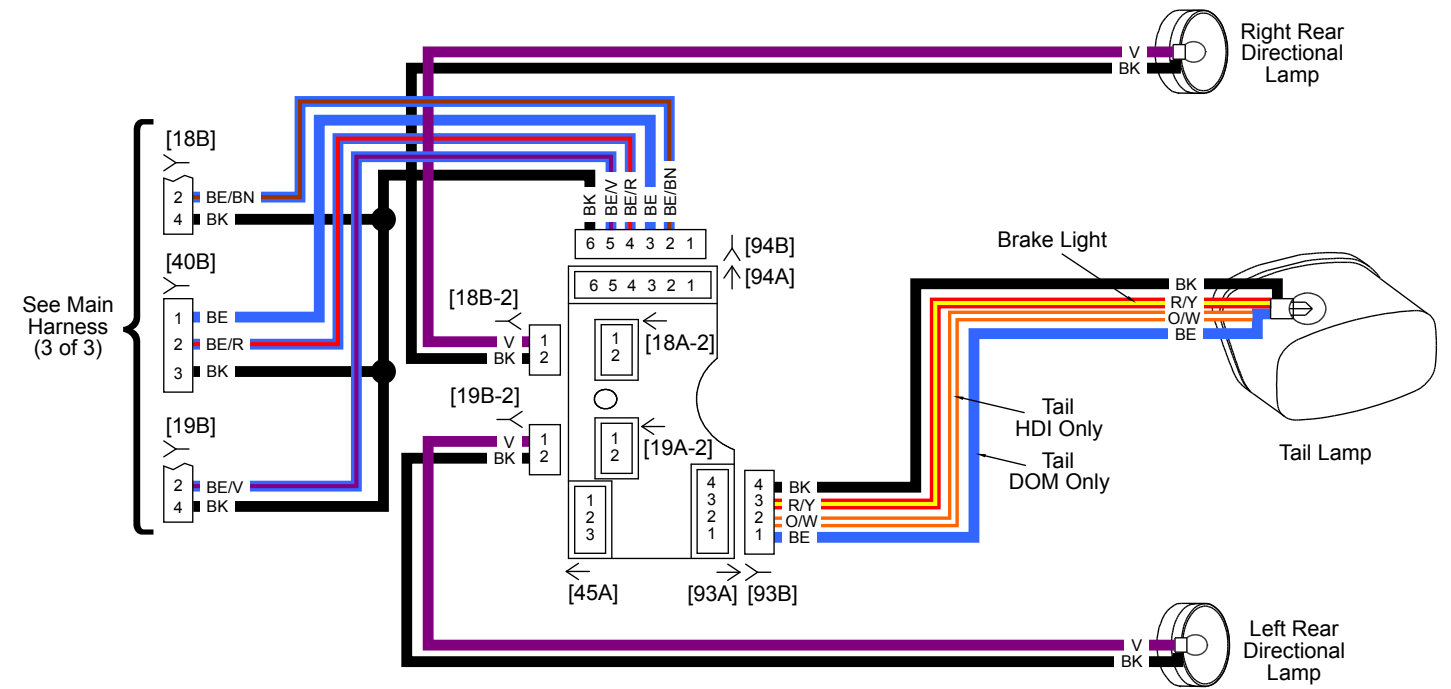 Right Rear
Directional
Lamp
V
BK
[18B]
2 BE/BN
4 BK
[40B]
1 BE
2 BE/R
3 BK
[19B]
2 BE/V
4 BK
See Main
Harness
(3 of 3)
BK BE/V BE/R BE BE/BN
6 5 4 3 2 1
[94B]
6 5 4 3 2 1
[94A]
[18B-2]
V 1
BK 2
1
2
[18A-2]
[19B-2]
V 1
BK 2
1
2
[19A-2]
1
2
3
[45A]
4
3
2
1
[93A]
4 BK
3 R/Y
2 O/W
1 BE
[93B]
Brake Light
BK
R/Y
O/W
BE
Tail
HDI Only
Tail
DOM Only
Tail Lamp
V
BK
Left Rear
Directional
Lamp